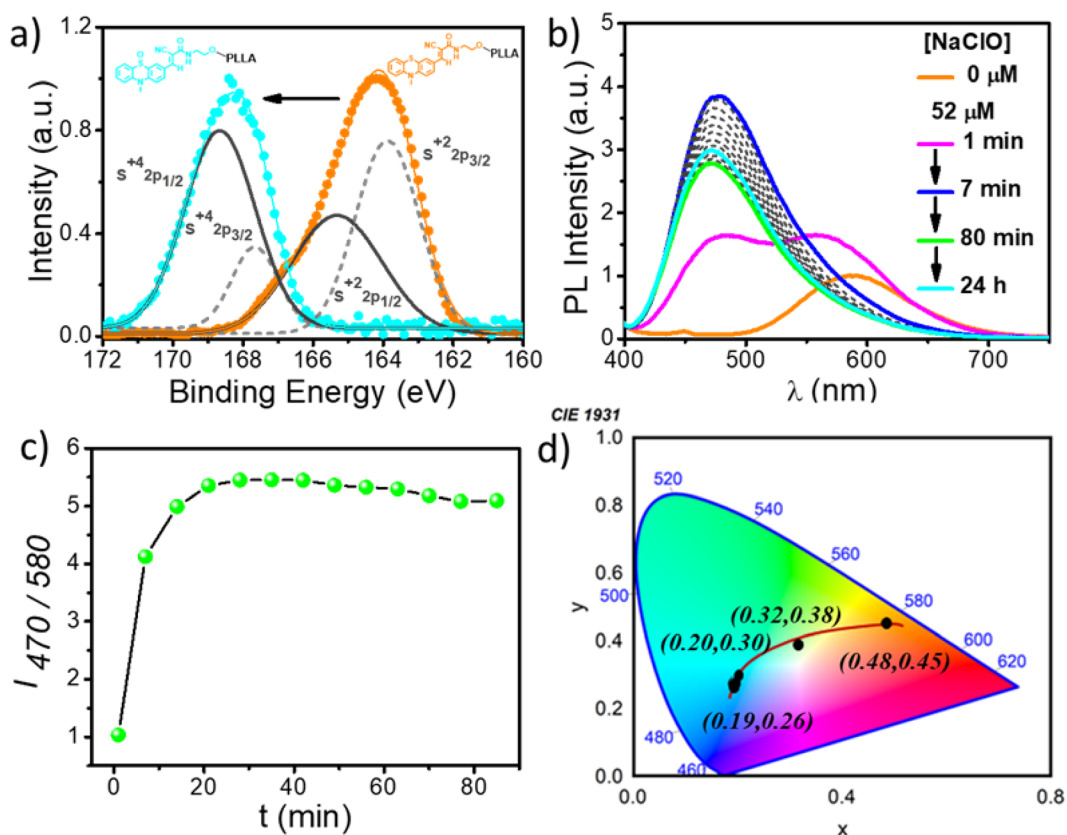 a)
Intensity (a.u.)
1.2
0.8
0.4
0.0
172 170 168 166 164 162 160
Binding Energy (eV)
O
S
N
NC
O
N
H
H
O
PLLA
S
N
NC
O
N
H
H
O
PLLA
S+4 2p1/2
S+4 2p3/2
S+2 2p3/2
S+2 2p1/2
b)
PL Intensity (a.u.)
5
4
3
2
1
0
400 500 600 700
λ (nm)
[NaClO]
0 µM
52 µM
1 min
7 min
80 min
24 h
c)
I 470 / 580
6
5
4
5
2
1
0 20 40 60 80
t (min)
CIE 1931
d)
y
1.0
0.8
0.6
0.4
0.2
0.0
0.0 0.4 0.8
x
520
540
560
580
600
620
500
480
460
(0.32,0.38)
(0.20,0.30)
(0.48,0.45)
(0.19,0.26)